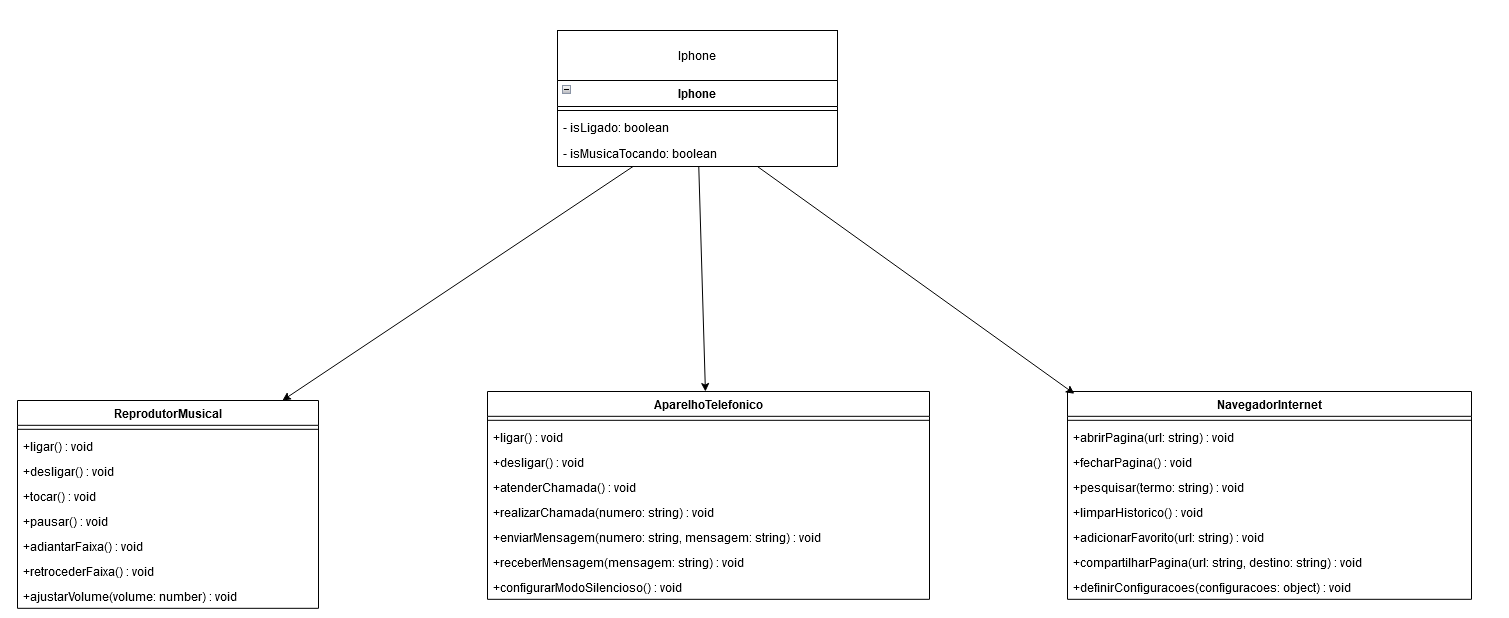 Iphone
Iphone
- isLigado: boolean
- isMusicaTocando: boolean
ReprodutorMusical
+ligar() : void
+desligar() : void
+tocar() : void
+pausar() : void
+adiantarFaixa() : void
+retrocederFaixa() : void
+ajustarVolume(volume: number) : void
AparelhoTelefonico
+ligar() : void
+desligar() : void
+atenderChamada() : void
+realizarChamada(numero: string) : void
+enviarMensagem(numero: string, mensagem: string) : void
+receberMensagem(mensagem: string) : void
+configurarModoSilencioso() : void
NavegadorInternet
+abrirPagina(url: string) : void
+fecharPagina() : void
+pesquisar(termo: string) : void
+limparHistorico() : void
+adicionarFavorito(url: string) : void
+compartilharPagina(url: string, destino: string) : void
+definirConfiguracoes(configuracoes: object) : void